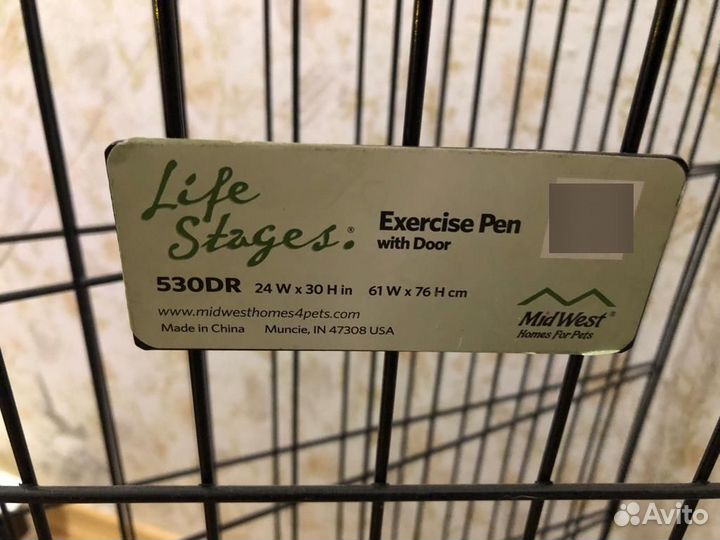 Life
Stages®
Exercise Pen
with Door
530DR 24 W x 30 H in 61 W x 76 H cm
www.midwesthomes4pets.com
Made in China Muncie, IN 47308 USA
MidWest®
Homes For Pets
Avito